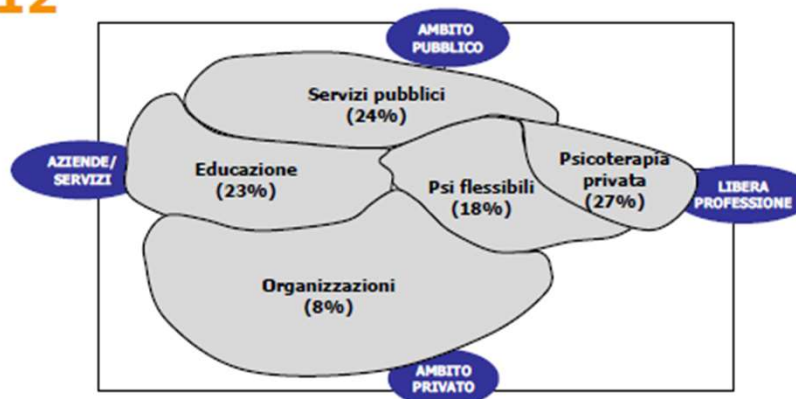 12
AMBITO
PUBBLICO
Servizi pubblici
(24%)
AZIENDE/
SERVIZI
Educazione
(23%)
Psi flessibili
(18%)
Psicoterapia
privata
(27%)
LIBERA
PROFESSIONE
Organizzazioni
(8%)
AMBITO
PRIVATO